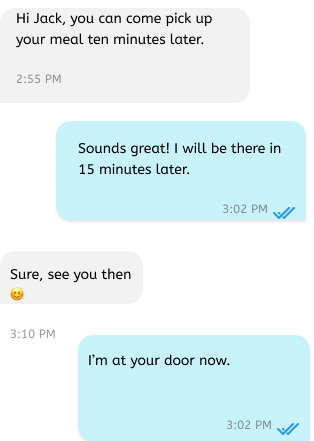 Hi Jack, you can come pick up
your meal ten minutes later.
2:55 PM
Sounds great! I will be there in
15 minutes later.
3:02 PM
Sure, see you then
😊
3:10 PM
I’m at your door now.
3:02 PM